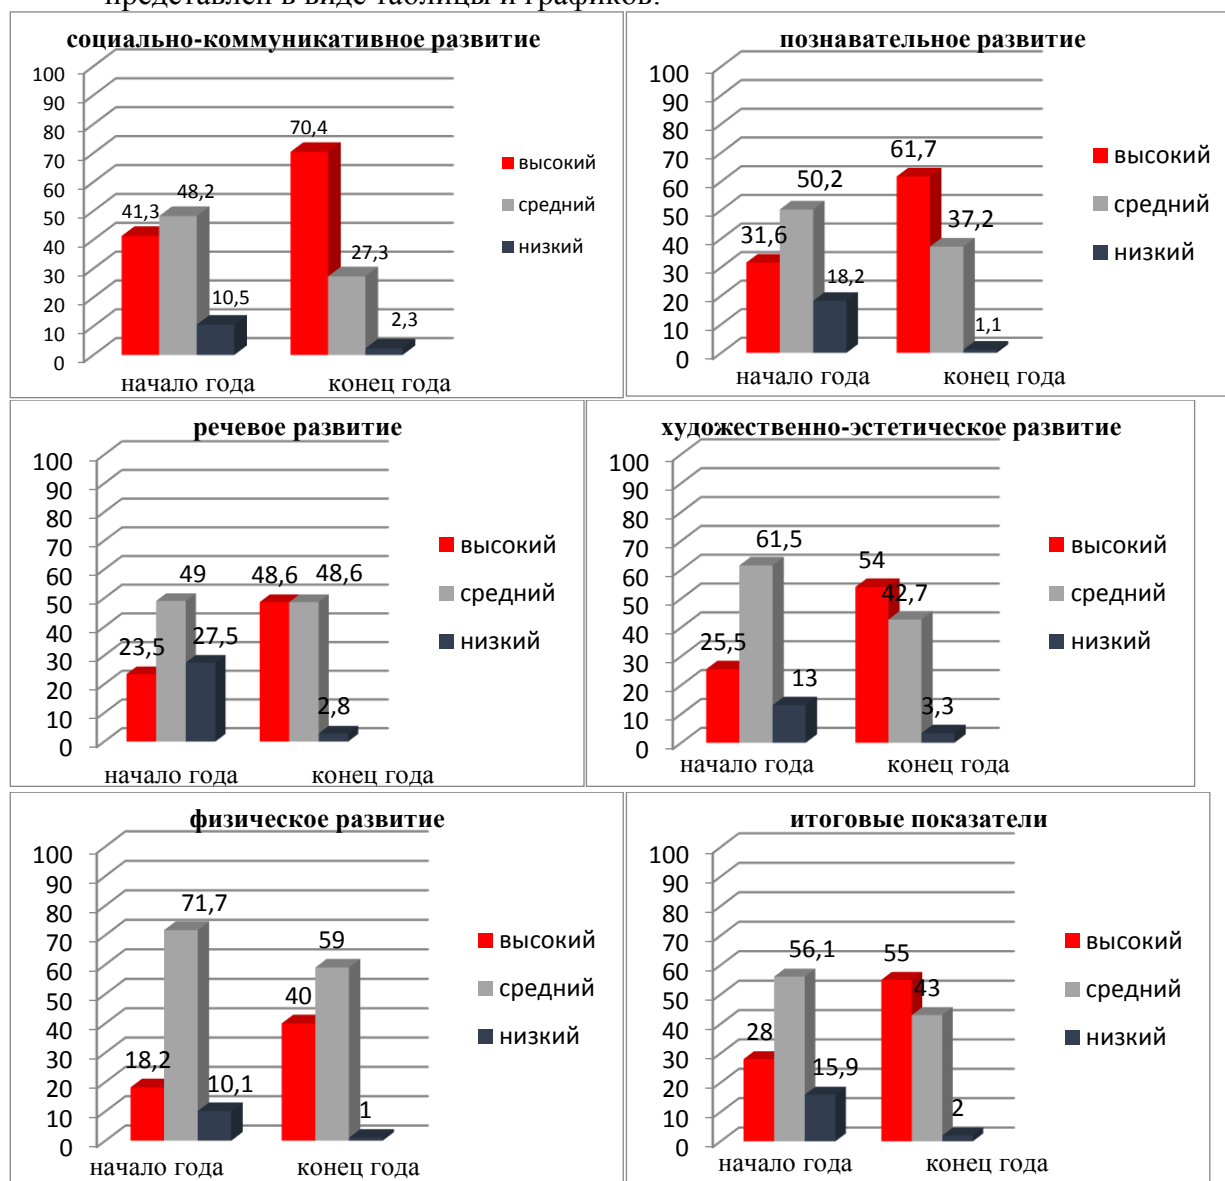 представлен в виде таблицы и графиков.
социально-коммуникативное развитие
100
90
80
70
60
50
40
30
20
10
0
41,3
48,2
10,5
70,4
27,3
2,3
начало года
конец года
высокий
средний
низкий
познавательное развитие
100
90
80
70
60
50
40
30
20
10
0
31,6
50,2
18,2
61,7
37,2
1,1
начало года
конец года
высокий
средний
низкий
речевое развитие
100
90
80
70
60
50
40
30
20
10
0
23,5
49
27,5
48,6
48,6
2,8
начало года
конец года
высокий
средний
низкий
художественно-эстетическое развитие
100
90
80
70
60
50
40
30
20
10
0
25,5
61,5
13
54
42,7
3,3
начало года
конец года
высокий
средний
низкий
физическое развитие
100
90
80
70
60
50
40
30
20
10
0
18,2
71,7
10,1
40
59
1
начало года
конец года
высокий
средний
низкий
итоговые показатели
100
90
80
70
60
50
40
30
20
10
0
28
56,1
15,9
55
43
2
начало года
конец года
высокий
средний
низкий